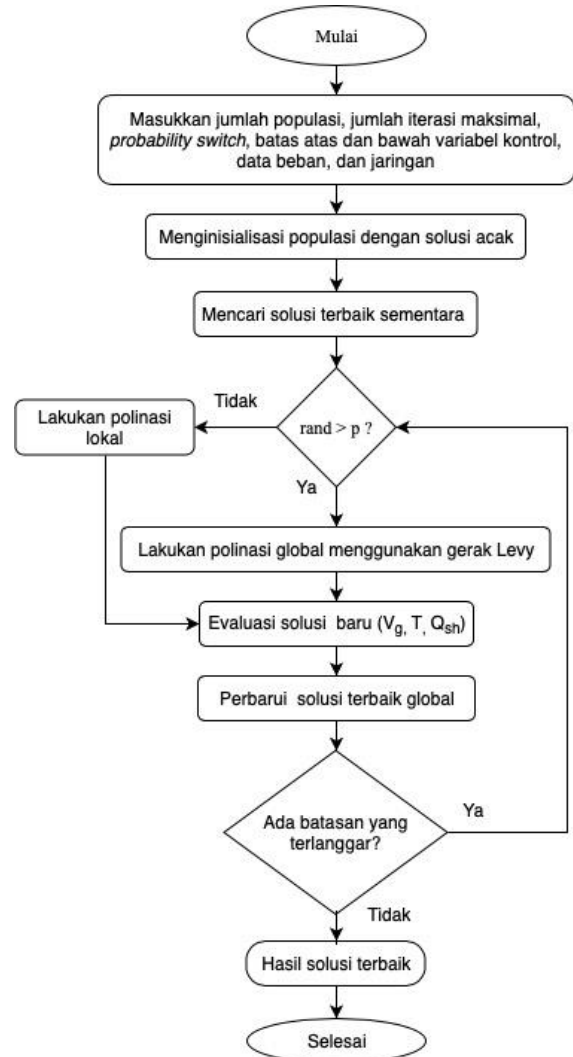 Mulai
Masukkan jumlah populasi, jumlah iterasi maksimal,
probability switch, batas atas dan bawah variabel kontrol,
data beban, dan jaringan
Menginisialisasi populasi dengan solusi acak
Mencari solusi terbaik sementara
Tidak
Lakukan polinasi
lokal
rand > p ?
Ya
Lakukan polinasi global menggunakan gerak Levy
Evaluasi solusi baru (Vg, T, Qsh)
Perbarui solusi terbaik global
Ada batasan yang
terlanggar?
Ya
Tidak
Hasil solusi terbaik
Selesai